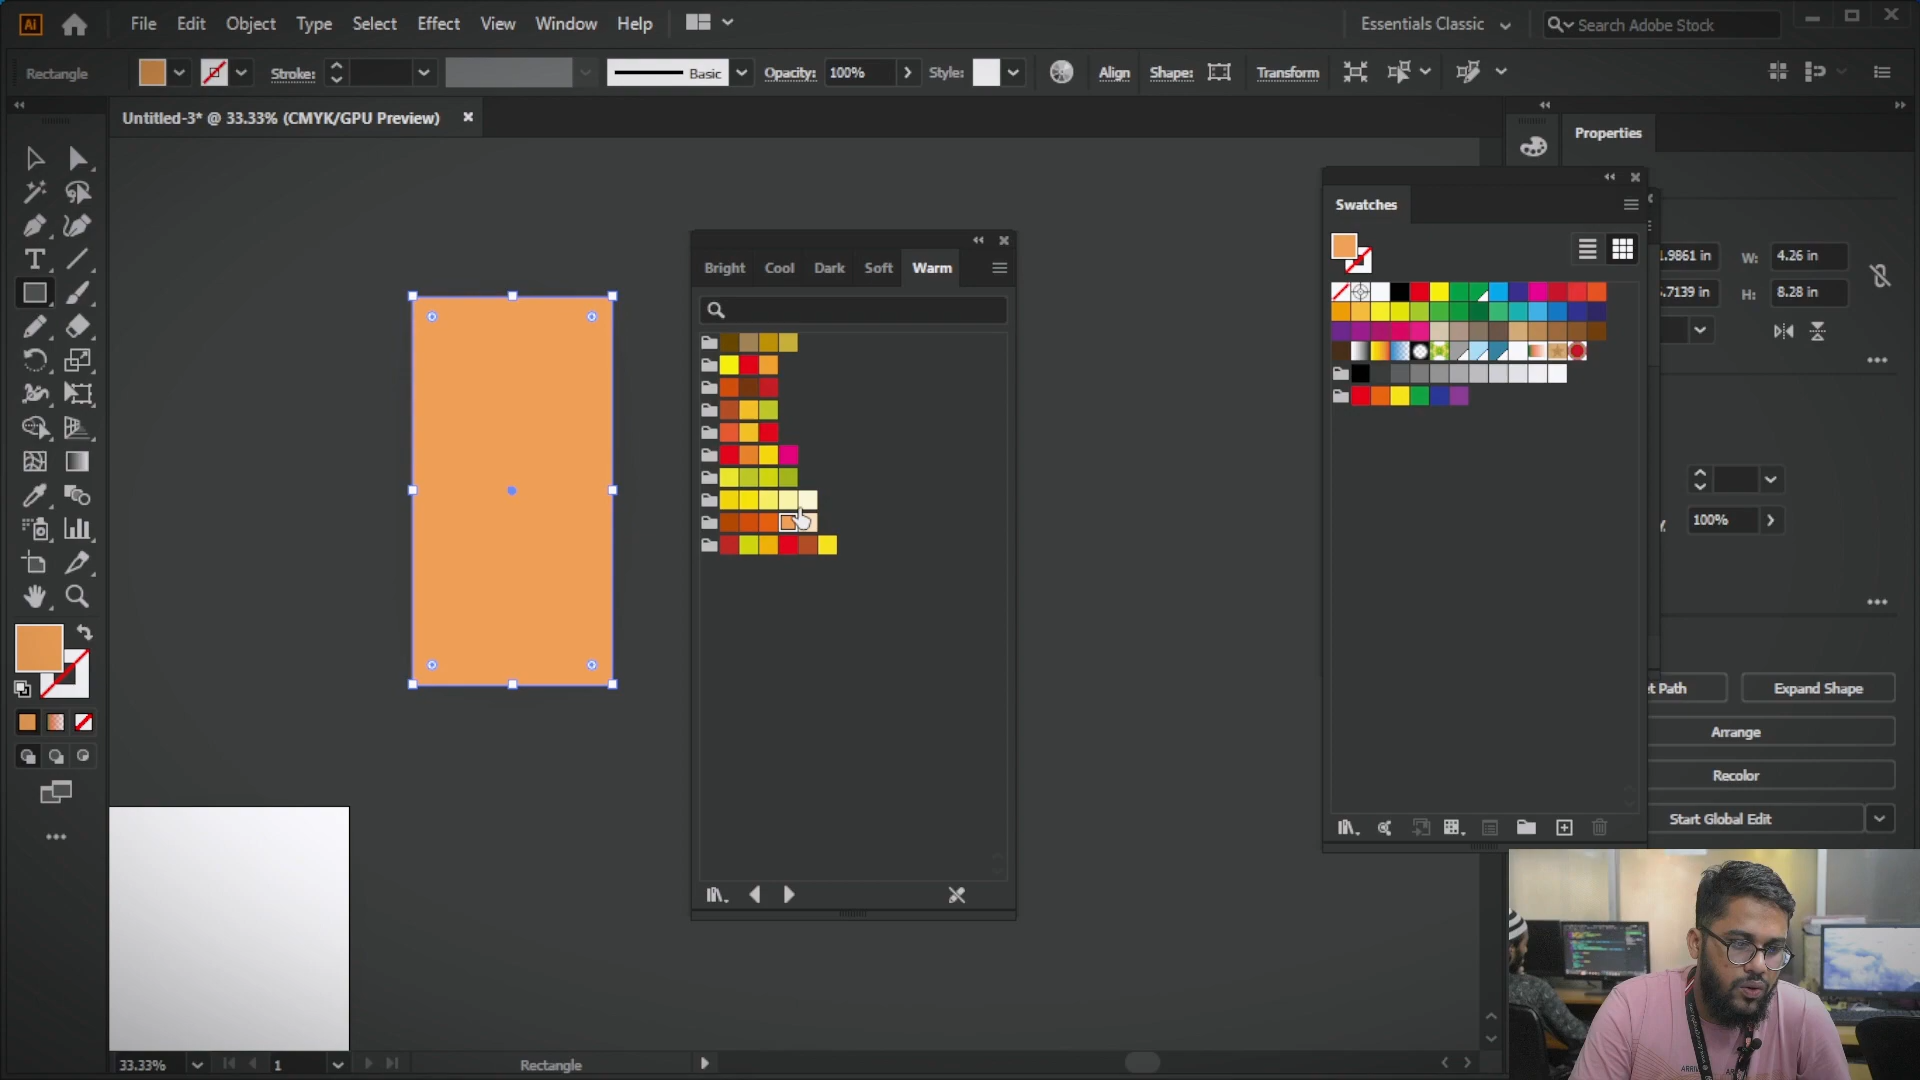 Ai File Edit Object Type Select Effect View Window Help Essentials Classic Search Adobe Stock
Rectangle Stroke: Basic Opacity: 100% Style: Align Shape: Transform
Untitled-3* @ 33.33% (CMYK/GPU Preview)
Properties
Swatches
Bright Cool Dark Soft Warm
1.9861 in W: 4.26 in
.7139 in H: 8.28 in
100%
t Path Expand Shape
Arrange
Recolor
Start Global Edit
33.33% 1 Rectangle